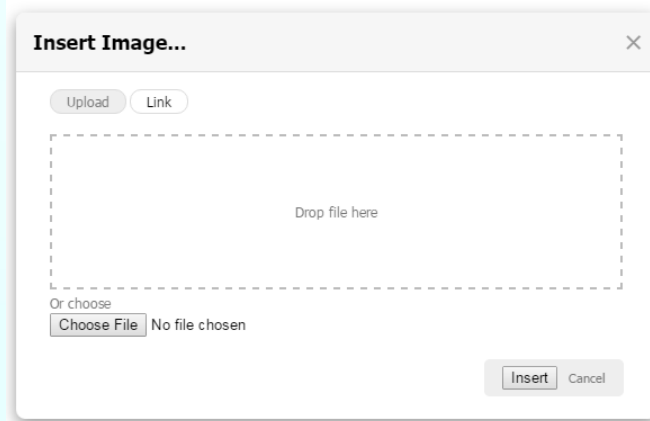 Insert Image...
Upload Link
Drop file here
Or choose
Choose File No file chosen
Insert Cancel